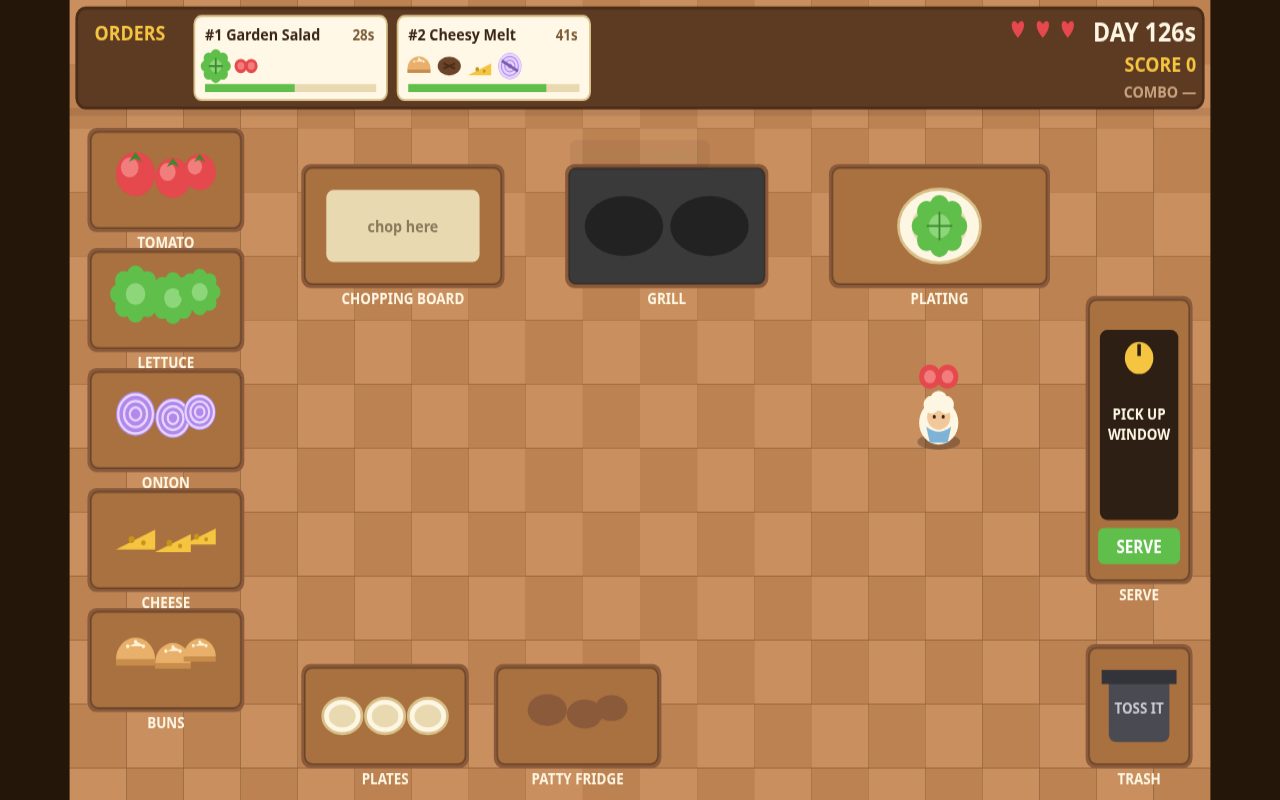 ORDERS
#1 Garden Salad 28s
#2 Cheesy Melt 41s
DAY 126s
SCORE 0
COMBO —
TOMATO
LETTUCE
ONION
CHEESE
BUNS
chop here
CHOPPING BOARD
GRILL
PLATING
PICK UP
WINDOW
SERVE
SERVE
PLATES
PATTY FRIDGE
TOSS IT
TRASH